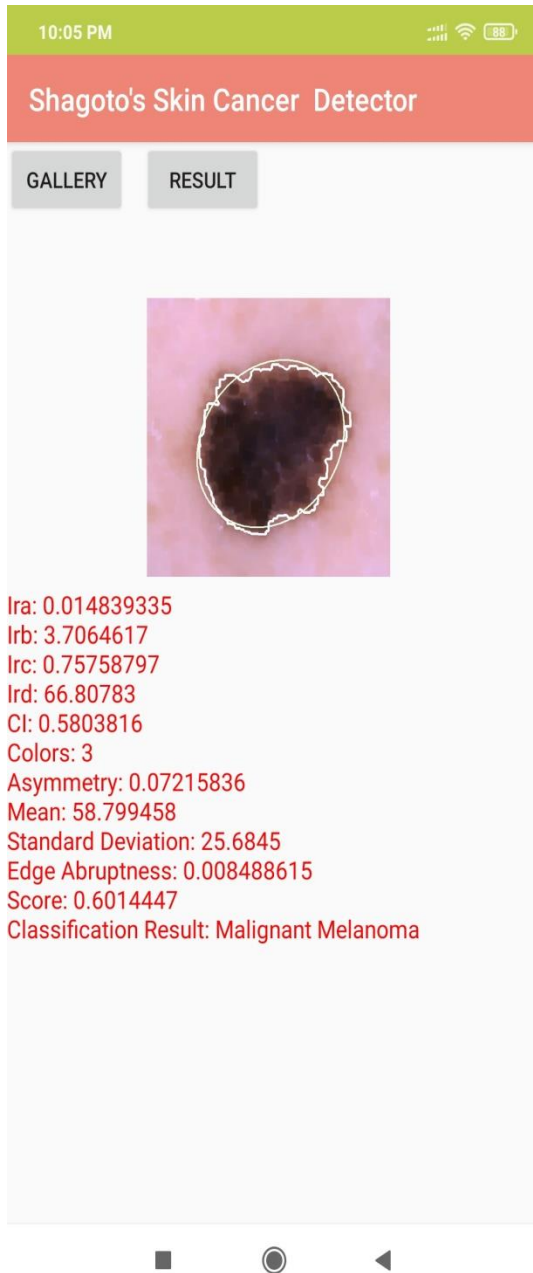 10:05 PM 88
Shagoto's Skin Cancer Detector
GALLERY RESULT
Ira: 0.014839335
Irb: 3.7064617
Irc: 0.75758797
Ird: 66.80783
CI: 0.5803816
Colors: 3
Asymmetry: 0.07215836
Mean: 58.799458
Standard Deviation: 25.6845
Edge Abruptness: 0.008488615
Score: 0.6014447
Classification Result: Malignant Melanoma